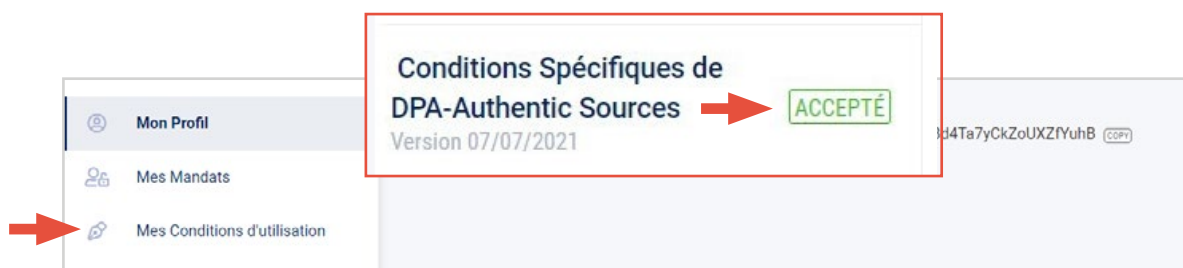 Conditions Spécifiques de
DPA-Authentic Sources
ACCEPTÉ
Version 07/07/2021
Mon Profil
Mes Mandats
Mes Conditions d'utilisation
d4Ta7yCkZoUXZfYuhB COPY